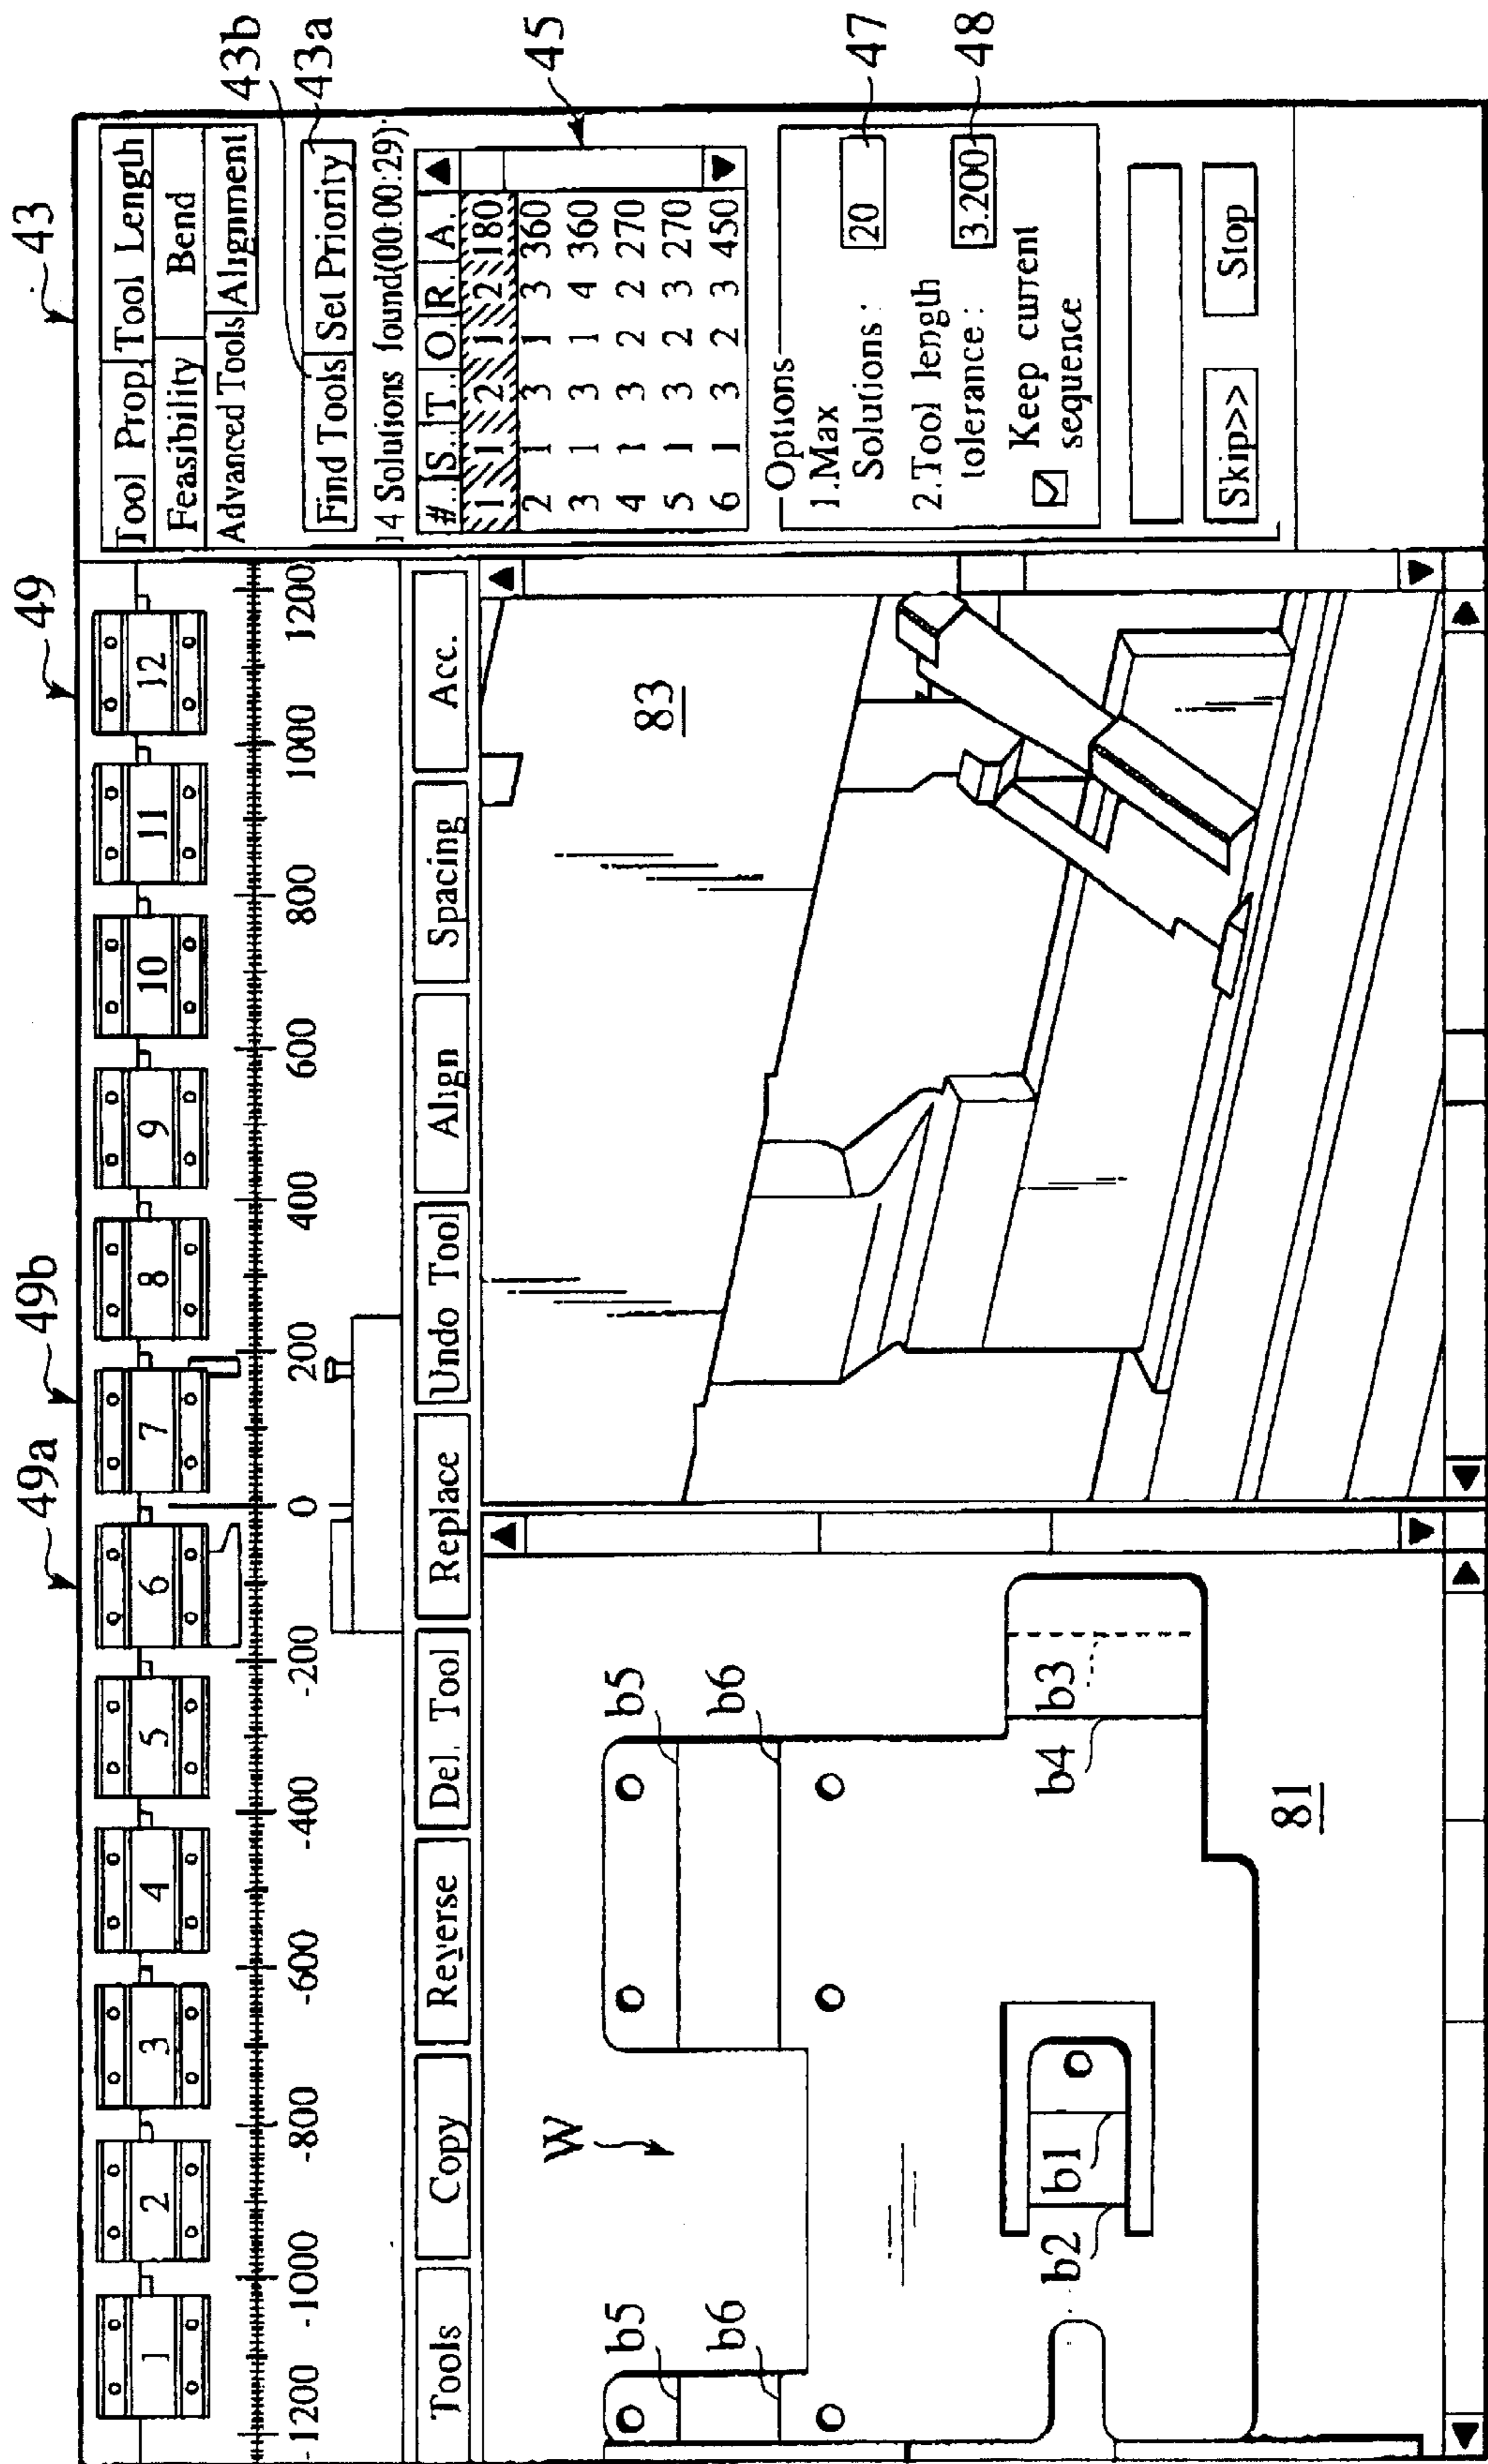 43
49
49a
49b
1
2
3
4
5
6
7
8
9
10
11
12
-1200
-1000
-800
-600
-400
-200
0
200
400
600
800
1000
1200
Tools
Copy
Reverse
Del. Tool
Replace
Undo Tool
Align
Spacing
Acc.
W
b5
b6
b5
b6
b2
b1
b4
b3
81
83
Tool Prop. Tool Length
Feasibility Bend
Advanced Tools Alignment
43b
Find Tools Set Priority
43a
14 Solutions found(00:00:29)
#.. S.. T.. O. R. A.
1 1 2 1 2 180
2 1 3 1 3 360
3 1 3 1 4 360
4 1 3 2 2 270
5 1 3 2 3 270
6 1 3 2 3 450
45
Options
1.Max
Solutions : 20
47
2.Tool length
tolerance : 3.200
48
Keep current
sequence
Skip>> Stop